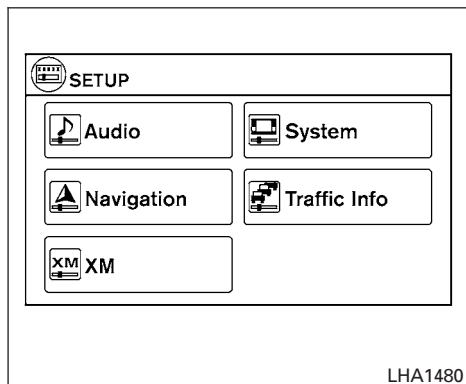 SETUP
Audio
System
Navigation
Traffic Info
XM XM
LHA1480